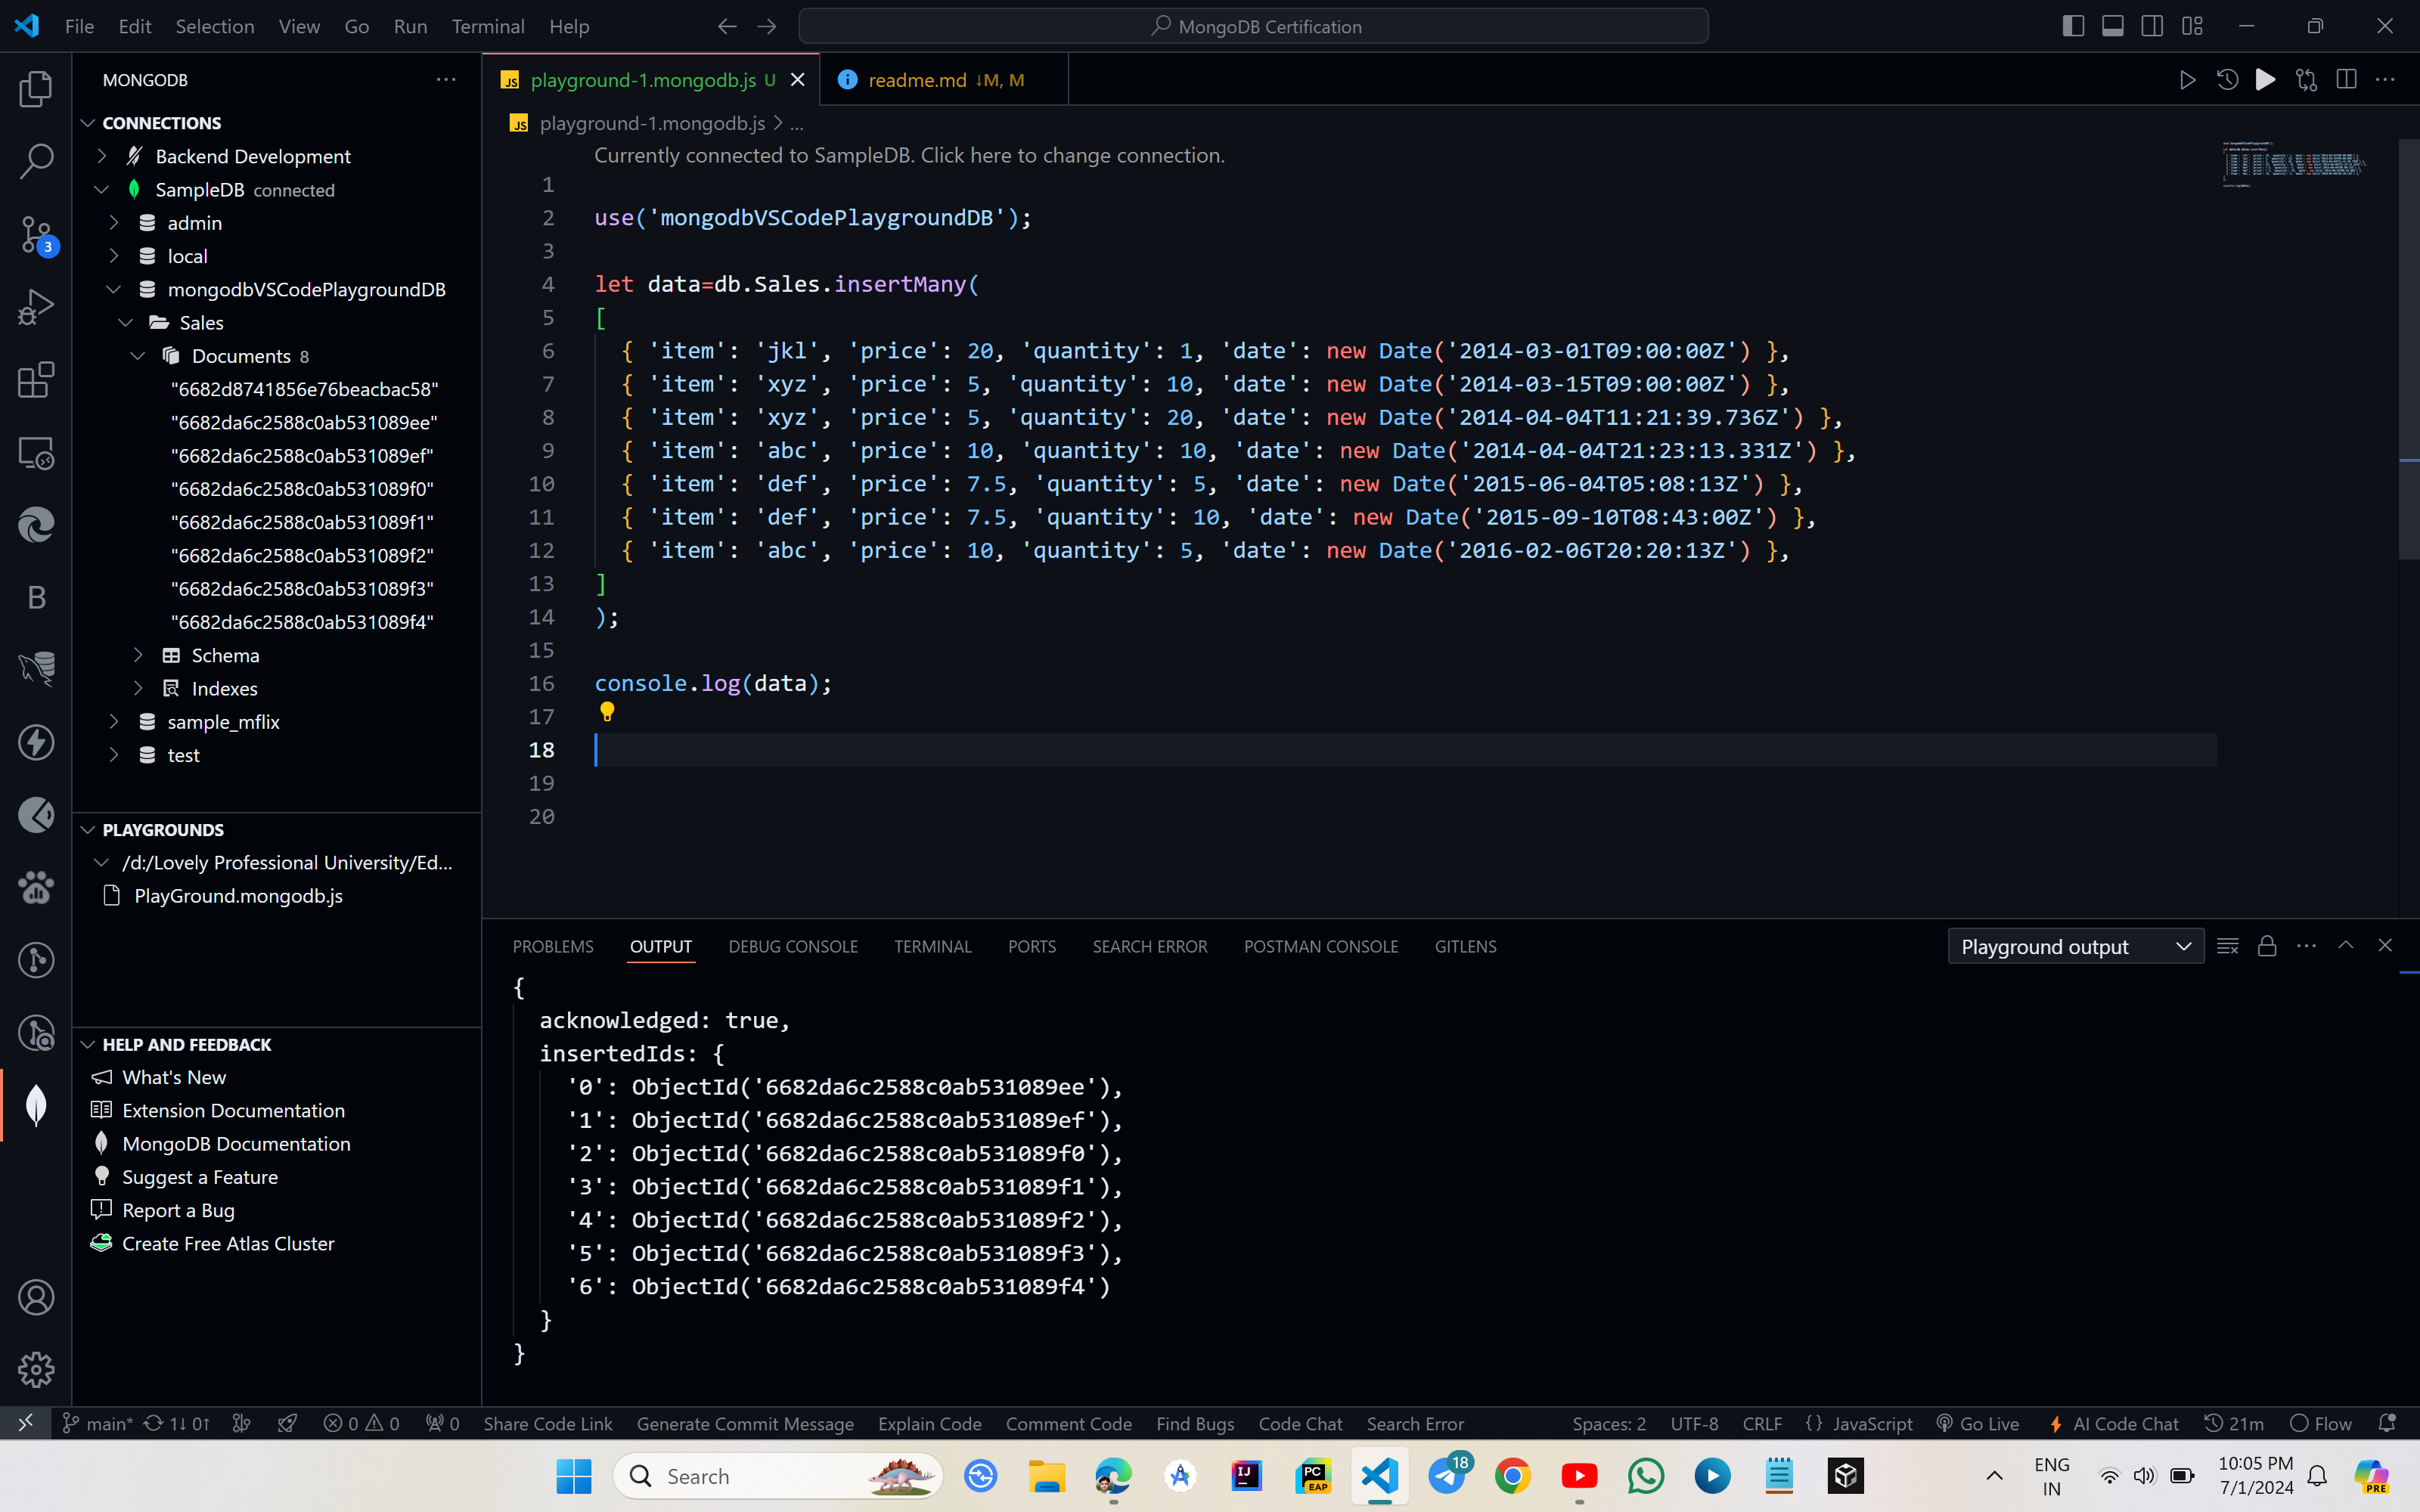 File Edit Selection View Go Run Terminal Help MongoDB Certification
MONGODB
CONNECTIONS
Backend Development
SampleDB connected
admin
local
mongodbVSCodePlaygroundDB
Sales
Documents 8
"6682d8741856e76beacbac58"
"6682da6c2588c0ab531089ee"
"6682da6c2588c0ab531089ef"
"6682da6c2588c0ab531089f0"
"6682da6c2588c0ab531089f1"
"6682da6c2588c0ab531089f2"
"6682da6c2588c0ab531089f3"
"6682da6c2588c0ab531089f4"
Schema
Indexes
sample_mflix
test
PLAYGROUNDS
/d:/Lovely Professional University/Ed...
PlayGround.mongodb.js
HELP AND FEEDBACK
What's New
Extension Documentation
MongoDB Documentation
Suggest a Feature
Report a Bug
Create Free Atlas Cluster
3
B
JS playground-1.mongodb.js U readme.md ↓M, M
JS playground-1.mongodb.js > ...
Currently connected to SampleDB. Click here to change connection.
1
2 use('mongodbVSCodePlaygroundDB');
3
4 let data=db.Sales.insertMany(
5 [
6 { 'item': 'jkl', 'price': 20, 'quantity': 1, 'date': new Date('2014-03-01T09:00:00Z') },
7 { 'item': 'xyz', 'price': 5, 'quantity': 10, 'date': new Date('2014-03-15T09:00:00Z') },
8 { 'item': 'xyz', 'price': 5, 'quantity': 20, 'date': new Date('2014-04-04T11:21:39.736Z') },
9 { 'item': 'abc', 'price': 10, 'quantity': 10, 'date': new Date('2014-04-04T21:23:13.331Z') },
10 { 'item': 'def', 'price': 7.5, 'quantity': 5, 'date': new Date('2015-06-04T05:08:13Z') },
11 { 'item': 'def', 'price': 7.5, 'quantity': 10, 'date': new Date('2015-09-10T08:43:00Z') },
12 { 'item': 'abc', 'price': 10, 'quantity': 5, 'date': new Date('2016-02-06T20:20:13Z') },
13 ]
14 );
15
16 console.log(data);
17
18
19
20
PROBLEMS OUTPUT DEBUG CONSOLE TERMINAL PORTS SEARCH ERROR POSTMAN CONSOLE GITLENS Playground output
{
acknowledged: true,
insertedIds: {
'0': ObjectId('6682da6c2588c0ab531089ee'),
'1': ObjectId('6682da6c2588c0ab531089ef'),
'2': ObjectId('6682da6c2588c0ab531089f0'),
'3': ObjectId('6682da6c2588c0ab531089f1'),
'4': ObjectId('6682da6c2588c0ab531089f2'),
'5': ObjectId('6682da6c2588c0ab531089f3'),
'6': ObjectId('6682da6c2588c0ab531089f4')
}
}
main* 1↓ 0↑ 0 0 0 Share Code Link Generate Commit Message Explain Code Comment Code Find Bugs Code Chat Search Error Spaces: 2 UTF-8 CRLF {} JavaScript Go Live AI Code Chat 21m Flow
Search IJ PC EAP 18 ENG 10:05 PM
IN 7/1/2024 PRE